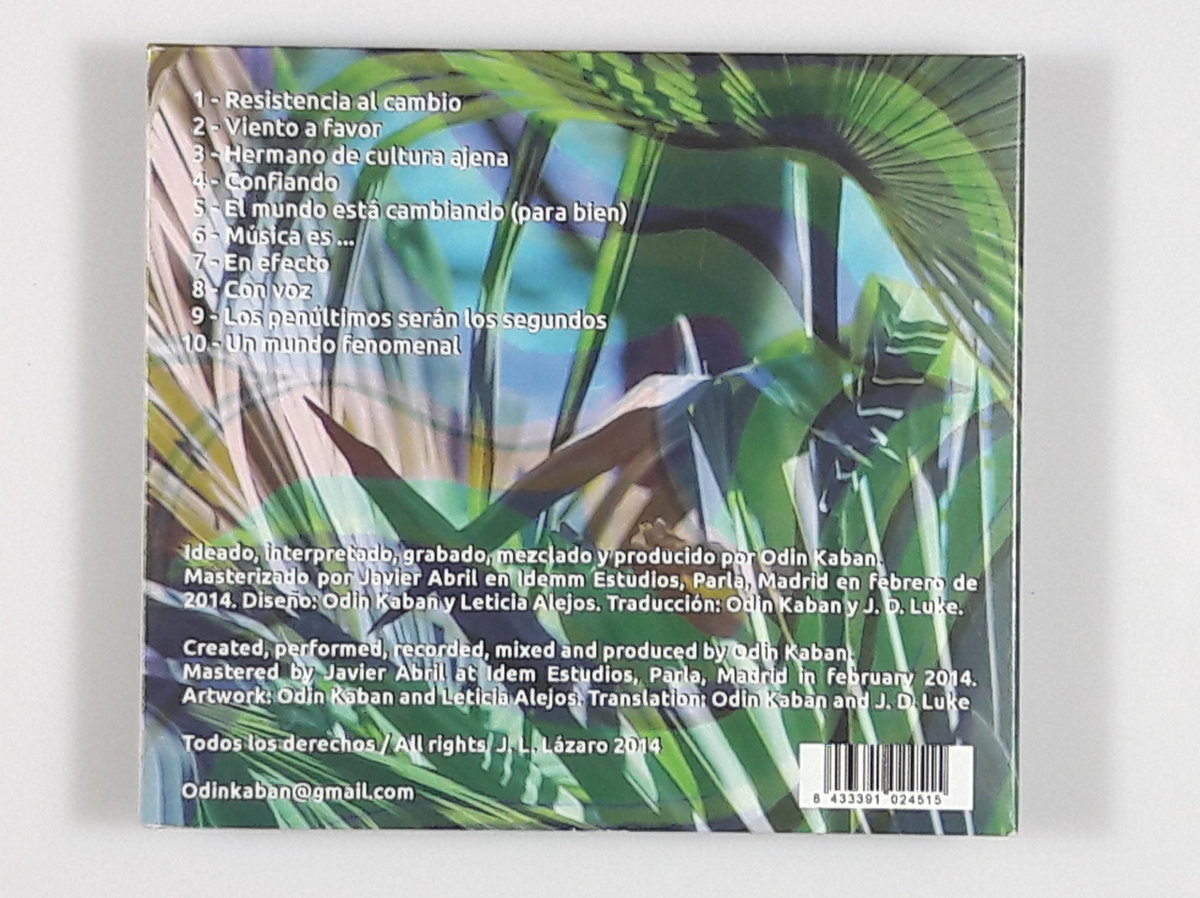 1 - Resistencia al cambio
2 - Viento a favor
3 - Hermano de cultura ajena
4 - Confiando
5 - El mundo está cambiando (para bien)
6 - Música es ...
7 - En efecto
8 - Con voz
9 - Los penúltimos serán los segundos
10 - Un mundo fenomenal
Ideado, interpretado, grabado, mezclado y producido por Odin Kaban.
Masterizado por Javier Abril en Idemm Estudios, Parla, Madrid en febrero de
2014. Diseño: Odin Kaban y Leticia Alejos. Traducción: Odin Kaban y J. D. Luke.
Created, performed, recorded, mixed and produced by Odin Kaban.
Mastered by Javier Abril at Idem Estudios, Parla, Madrid in february 2014.
Artwork: Odin Kaban and Leticia Alejos. Translation: Odin Kaban and J. D. Luke
Todos los derechos / All rights J. L. Lázaro 2014
Odinkaban@gmail.com
8 433391 024515